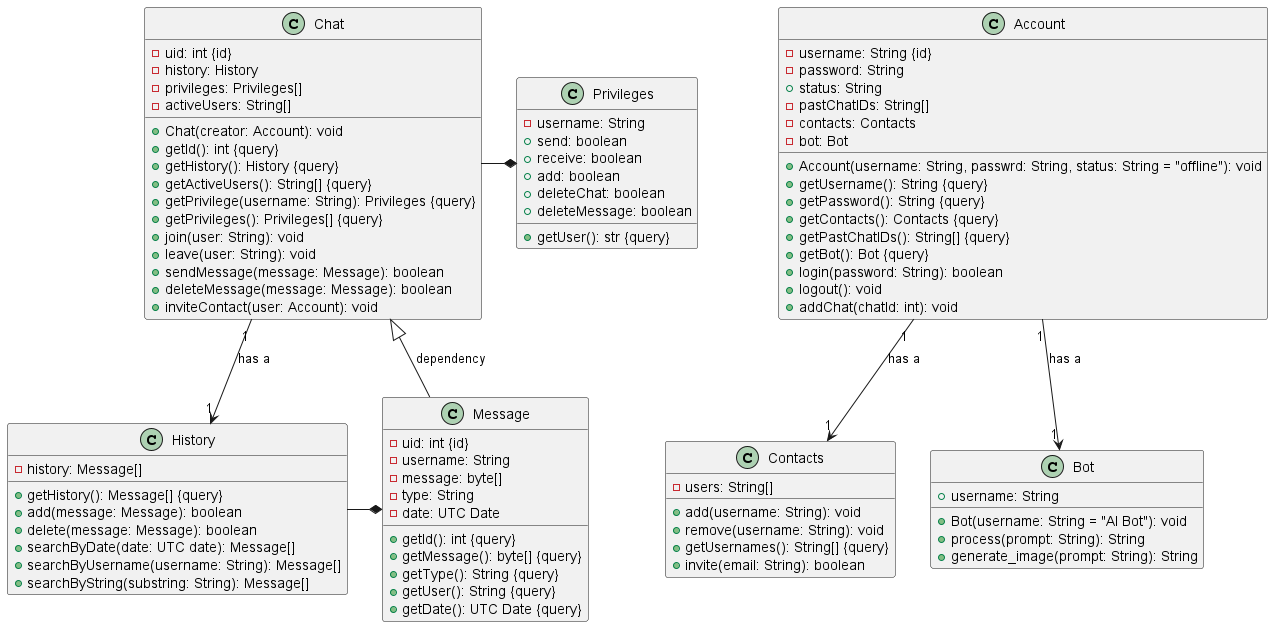 Chat
uid: int {id}
history: History
privileges: Privileges[]
activeUsers: String[]
Chat(creator: Account): void
getId(): int {query}
getHistory(): History {query}
getActiveUsers(): String[] {query}
getPrivilege(username: String): Privileges {query}
getPrivileges(): Privileges[] {query}
join(user: String): void
leave(user: String): void
sendMessage(message: Message): boolean
deleteMessage(message: Message): boolean
inviteContact(user: Account): void
Privileges
username: String
send: boolean
receive: boolean
add: boolean
deleteChat: boolean
deleteMessage: boolean
getUser(): str {query}
Account
username: String {id}
password: String
status: String
pastChatIDs: String[]
contacts: Contacts
bot: Bot
Account(username: String, passwrd: String, status: String = "offline"): void
getUsername(): String {query}
getPassword(): String {query}
getContacts(): Contacts {query}
getPastChatIDs(): String[] {query}
getBot(): Bot {query}
login(password: String): boolean
logout(): void
addChat(chatId: int): void
1
has a
1
dependency
1
has a
1
1
has a
1
History
history: Message[]
getHistory(): Message[] {query}
add(message: Message): boolean
delete(message: Message): boolean
searchByDate(date: UTC date): Message[]
searchByUsername(username: String): Message[]
searchByString(substring: String): Message[]
Message
uid: int {id}
username: String
message: byte[]
type: String
date: UTC Date
getId(): int {query}
getMessage(): byte[] {query}
getType(): String {query}
getUser(): String {query}
getDate(): UTC Date {query}
Contacts
users: String[]
add(username: String): void
remove(username: String): void
getUsernames(): String[] {query}
invite(email: String): boolean
Bot
username: String
Bot(username: String = "AI Bot"): void
process(prompt: String): String
generate_image(prompt: String): String